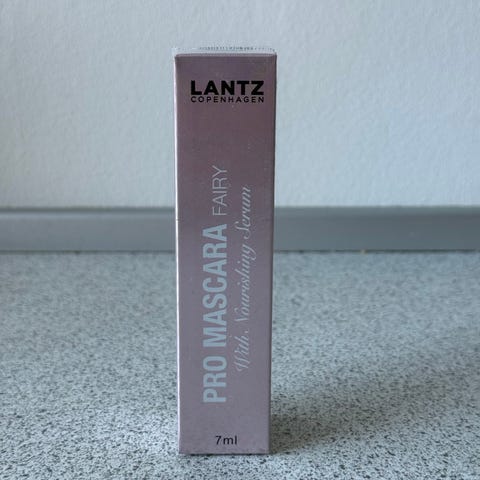 LANTZ
COPENHAGEN
PRO MASCARA FAIRY
With Nourishing Serum
7ml